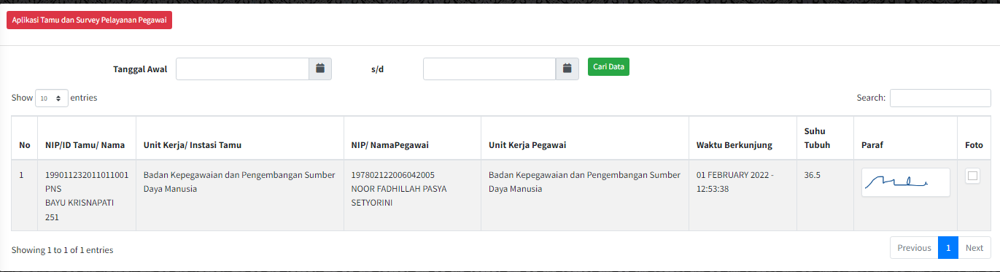 Aplikasi Tamu dan Survey Pelayanan Pegawai
Tanggal Awal s/d Cari Data
Show 10 entries Search:
No NIP/ID Tamu/ Nama Unit Kerja/ Instasi Tamu NIP/ NamaPegawai Unit Kerja Pegawai Waktu Berkunjung Suhu Tubuh Paraf Foto
1 199011232011011001 Badan Kepegawaian dan Pengembangan Sumber 197802122006042005 Badan Kepegawaian dan Pengembangan Sumber 01 FEBRUARY 2022 - 36.5
PNS Daya Manusia NOOR FADHILLAH PASYA Daya Manusia 12:53:38
BAYU KRISNAPATI SETYORINI
251
Showing 1 to 1 of 1 entries Previous 1 Next